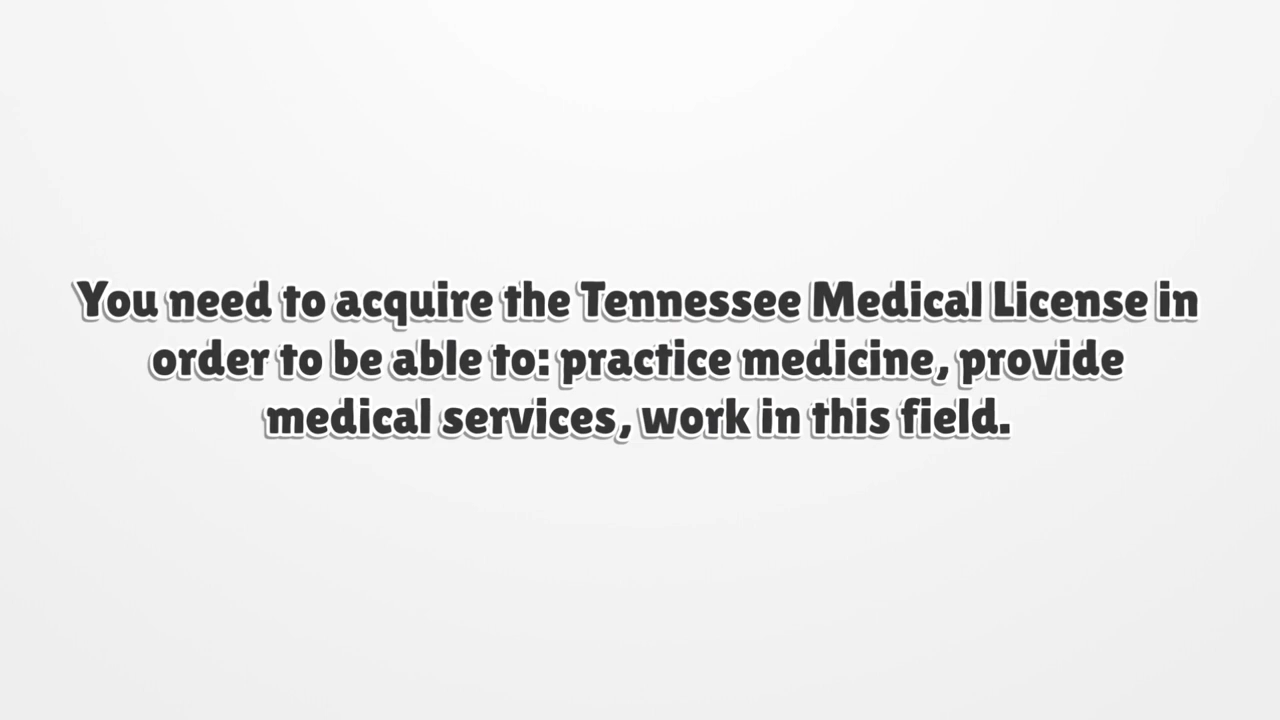 You need to acquire the Tennessee Medical License in
order to be able to: practice medicine, provide
medical services, work in this field.